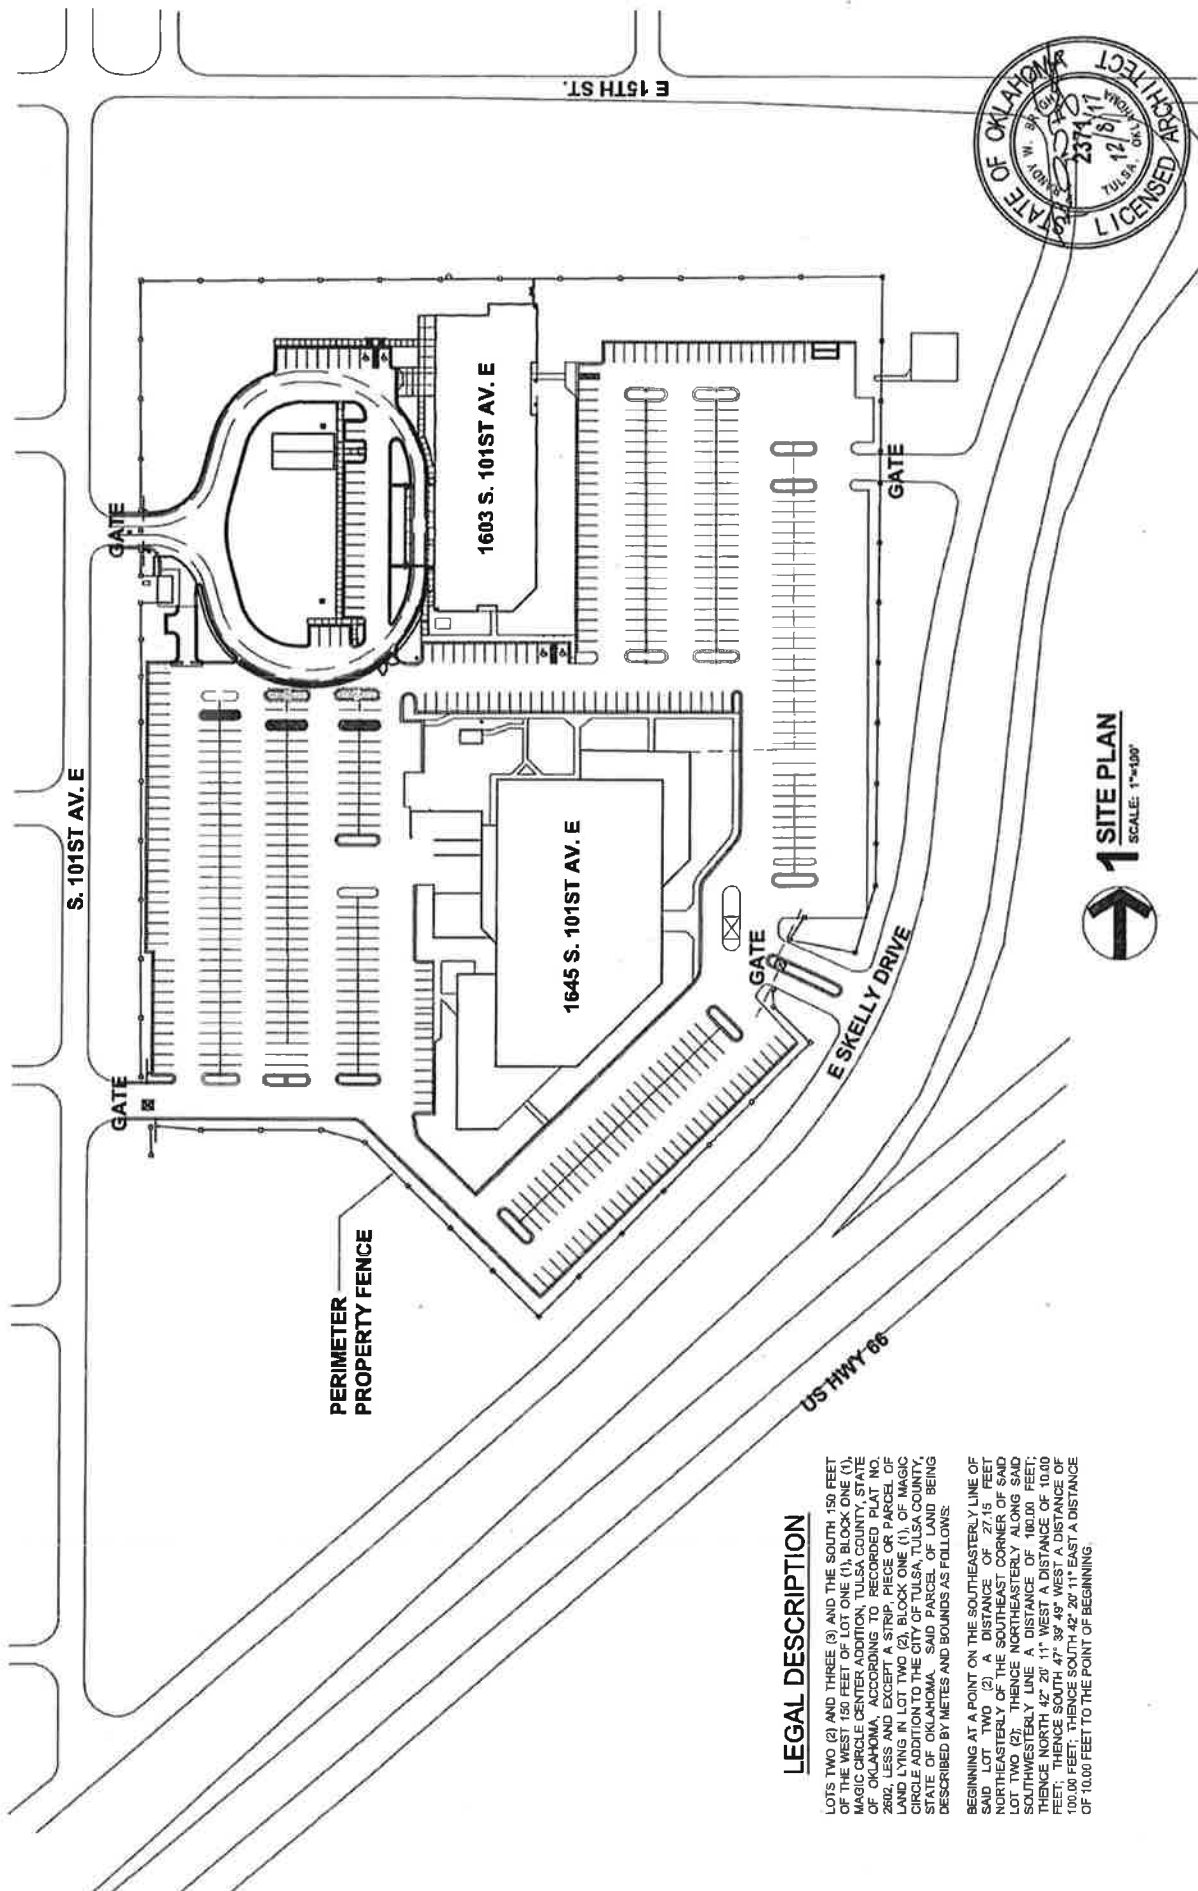 E 15TH ST.
STATE OF OKLAHOMA
RANDY W. BRIGHT
2371
12/8/17
TULSA, OKLAHOMA
LICENSED ARCHITECT
S. 101ST AV. E
GATE
GATE
1603 S. 101ST AV. E
GATE
1645 S. 101ST AV. E
GATE
E SKELLY DRIVE
PERIMETER
PROPERTY FENCE
US HWY 66
1 SITE PLAN
SCALE: 1"=100'
LEGAL DESCRIPTION
LOTS TWO (2) AND THREE (3) AND THE SOUTH 150 FEET
OF THE WEST 150 FEET OF LOT ONE (1), BLOCK ONE (1),
MAGIC CIRCLE CENTER ADDITION, TULSA COUNTY, STATE
OF OKLAHOMA, ACCORDING TO RECORDED PLAT NO.
2602, LESS AND EXCEPT A STRIP, PIECE OR PARCEL OF
LAND LYING IN LOT TWO (2), BLOCK ONE (1), OF MAGIC
CIRCLE ADDITION TO THE CITY OF TULSA, TULSA COUNTY,
STATE OF OKLAHOMA. SAID PARCEL OF LAND BEING
DESCRIBED BY METES AND BOUNDS AS FOLLOWS:
BEGINNING AT A POINT ON THE SOUTHEASTERLY LINE OF
SAID LOT TWO (2) A DISTANCE OF 27.15 FEET
NORTHEASTERLY OF THE SOUTHEAST CORNER OF SAID
LOT TWO (2); THENCE NORTHEASTERLY ALONG SAID
SOUTHWESTERLY LINE A DISTANCE OF 100.00 FEET;
THENCE NORTH 42° 20' 11" WEST A DISTANCE OF 10.00
FEET; THENCE SOUTH 47° 39' 49" WEST A DISTANCE OF
100.00 FEET; THENCE SOUTH 42° 20' 11" EAST A DISTANCE
OF 10.00 FEET TO THE POINT OF BEGINNING.